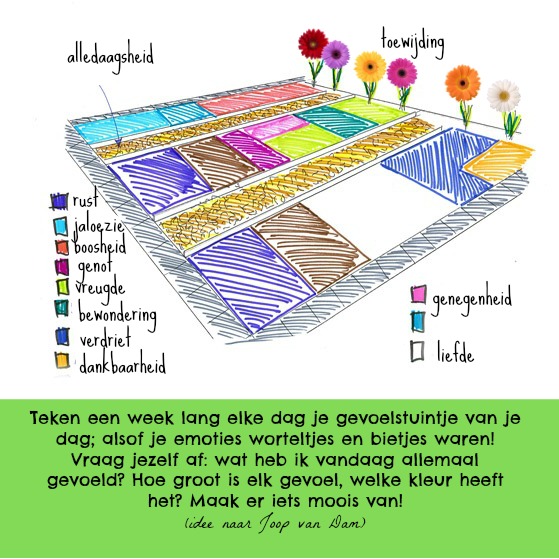 alledaagsheid
toewijding
rust
jaloezie
boosheid
genot
vreugde
bewondering
verdriet
dankbaarheid
genegenheid
liefde
Teken een week lang elke dag je gevoelstuintje van je
dag; alsof je emoties worteltjes en bietjes waren!
Vraag jezelf af: wat heb ik vandaag allemaal
gevoeld? Hoe groot is elk gevoel, welke kleur heeft
het? Maak er iets moois van!
(idee naar Joop van Dam)